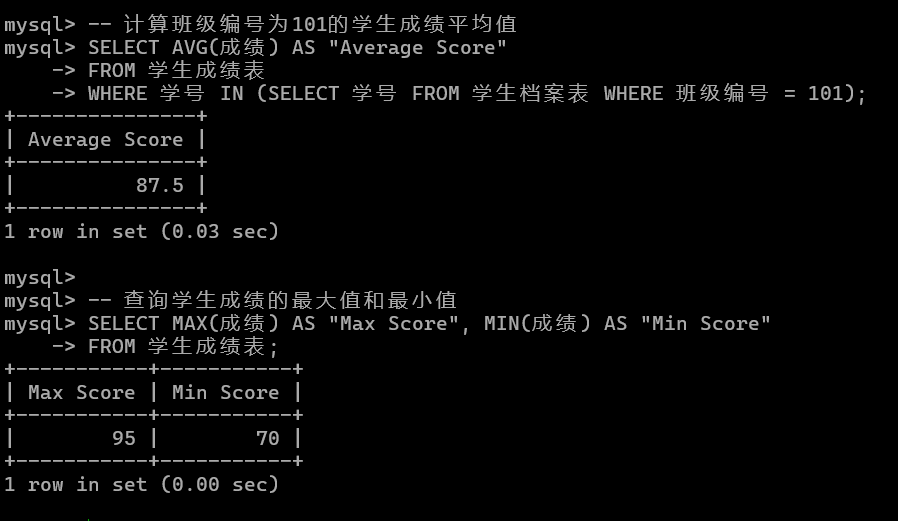 mysql> -- 计算班级编号为101的学生成绩平均值
mysql> SELECT AVG(成绩) AS "Average Score"
    -> FROM 学生成绩表
    -> WHERE 学号 IN (SELECT 学号 FROM 学生档案表 WHERE 班级编号 = 101);
+---------------+
| Average Score |
+---------------+
|          87.5 |
+---------------+
1 row in set (0.03 sec)

mysql>
mysql> -- 查询学生成绩的最大值和最小值
mysql> SELECT MAX(成绩) AS "Max Score", MIN(成绩) AS "Min Score"
    -> FROM 学生成绩表;
+-----------+-----------+
| Max Score | Min Score |
+-----------+-----------+
|        95 |        70 |
+-----------+-----------+
1 row in set (0.00 sec)